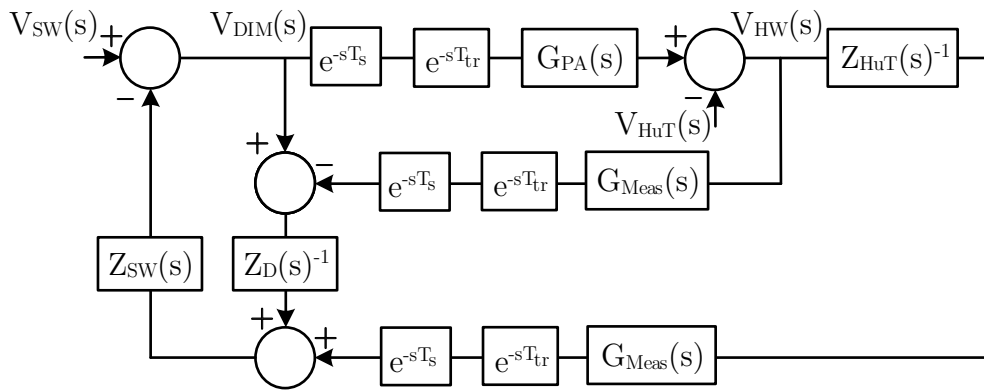 V_SW(s) + V_DIM(s) e^-sT_s e^-sT_tr G_PA(s) + V_HW(s) Z_HuT(s)^-1
− −
V_HuT(s)
+ − e^-sT_s e^-sT_tr G_Meas(s)
Z_SW(s) Z_D(s)^-1
+ + e^-sT_s e^-sT_tr G_Meas(s)